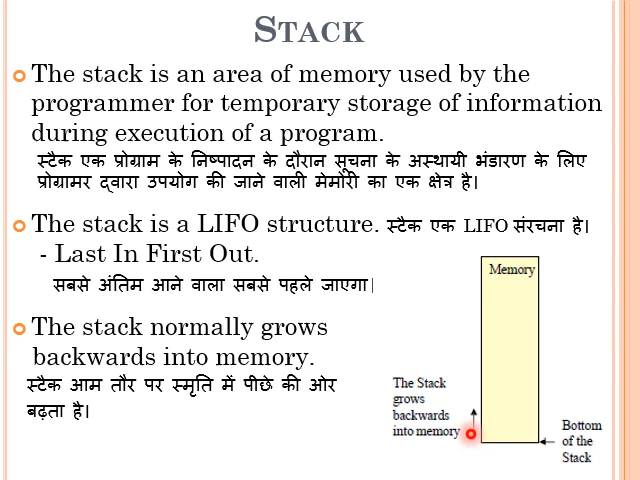 STACK
The stack is an area of memory used by the
programmer for temporary storage of information
during execution of a program.
स्टैक एक प्रोग्राम के निष्पादन के दौरान सूचना के अस्थायी भंडारण के लिए
प्रोग्रामर द्वारा उपयोग की जाने वाली मेमोरी का एक क्षेत्र है।
The stack is a LIFO structure. स्टैक एक LIFO संरचना है।
- Last In First Out.
सबसे अंतिम आने वाला सबसे पहले जाएगा|
The stack normally grows
backwards into memory.
स्टैक आम तौर पर स्मृति में पीछे की ओर
बढ़ता है।
Memory
The Stack
grows
backwards
into memory
Bottom
of the
Stack